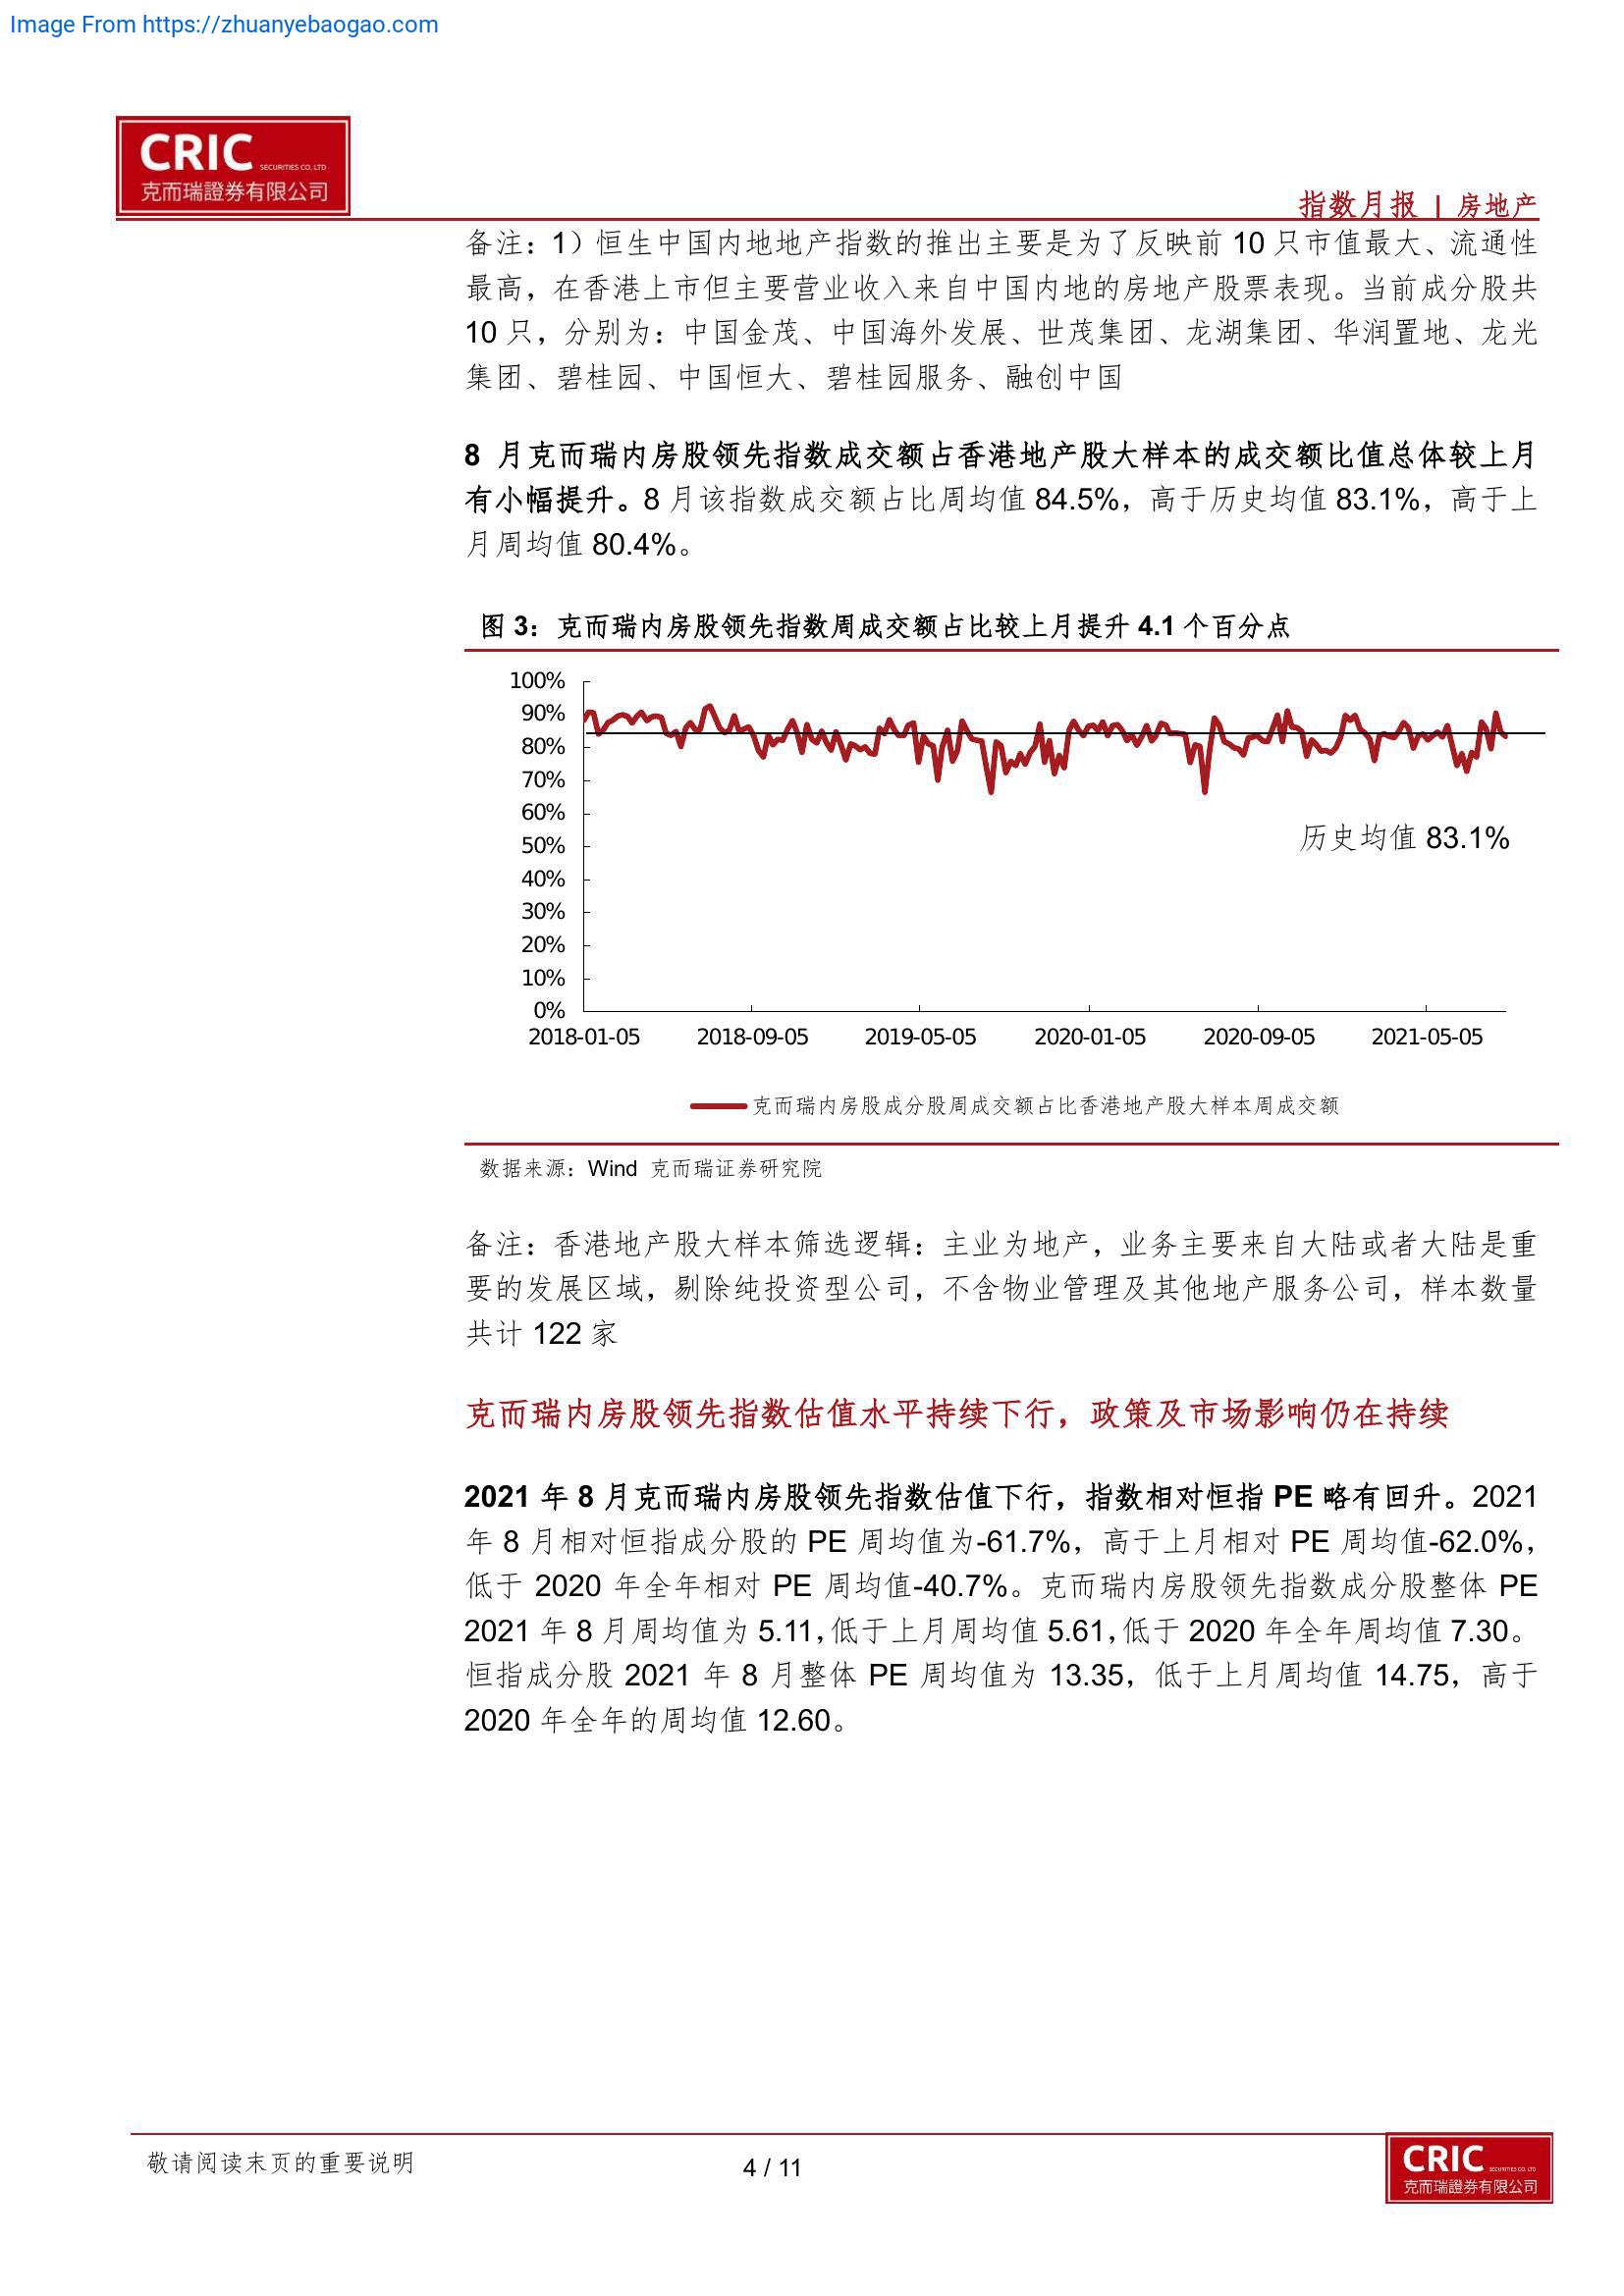 Image From https://zhuanyebaogao.com
CRIC SECURITIES CO. LTD
克而瑞證券有限公司
指数月报 | 房地产
备注：1）恒生中国内地地产指数的推出主要是为了反映前 10 只市值最大、流通性
最高，在香港上市但主要营业收入来自中国内地的房地产股票表现。当前成分股共
10 只，分别为：中国金茂、中国海外发展、世茂集团、龙湖集团、华润置地、龙光
集团、碧桂园、中国恒大、碧桂园服务、融创中国
8 月克而瑞内房股领先指数成交额占香港地产股大样本的成交额比值总体较上月
有小幅提升。8 月该指数成交额占比周均值 84.5%，高于历史均值 83.1%，高于上
月周均值 80.4%。
图 3：克而瑞内房股领先指数周成交额占比较上月提升 4.1 个百分点
100%
90%
80%
70%
60%
50%
40%
30%
20%
10%
0%
历史均值 83.1%
2018-01-05 2018-09-05 2019-05-05 2020-01-05 2020-09-05 2021-05-05
克而瑞内房股成分股周成交额占比香港地产股大样本周成交额
数据来源：Wind 克而瑞证券研究院
备注：香港地产股大样本筛选逻辑：主业为地产，业务主要来自大陆或者大陆是重
要的发展区域，剔除纯投资型公司，不含物业管理及其他地产服务公司，样本数量
共计 122 家
克而瑞内房股领先指数估值水平持续下行，政策及市场影响仍在持续
2021 年 8 月克而瑞内房股领先指数估值下行，指数相对恒指 PE 略有回升。2021
年 8 月相对恒指成分股的 PE 周均值为-61.7%，高于上月相对 PE 周均值-62.0%，
低于 2020 年全年相对 PE 周均值-40.7%。克而瑞内房股领先指数成分股整体 PE
2021 年 8 月周均值为 5.11，低于上月周均值 5.61，低于 2020 年全年周均值 7.30。
恒指成分股 2021 年 8 月整体 PE 周均值为 13.35，低于上月周均值 14.75，高于
2020 年全年的周均值 12.60。
敬请阅读末页的重要说明
4 / 11
CRIC SECURITIES CO. LTD
克而瑞證券有限公司